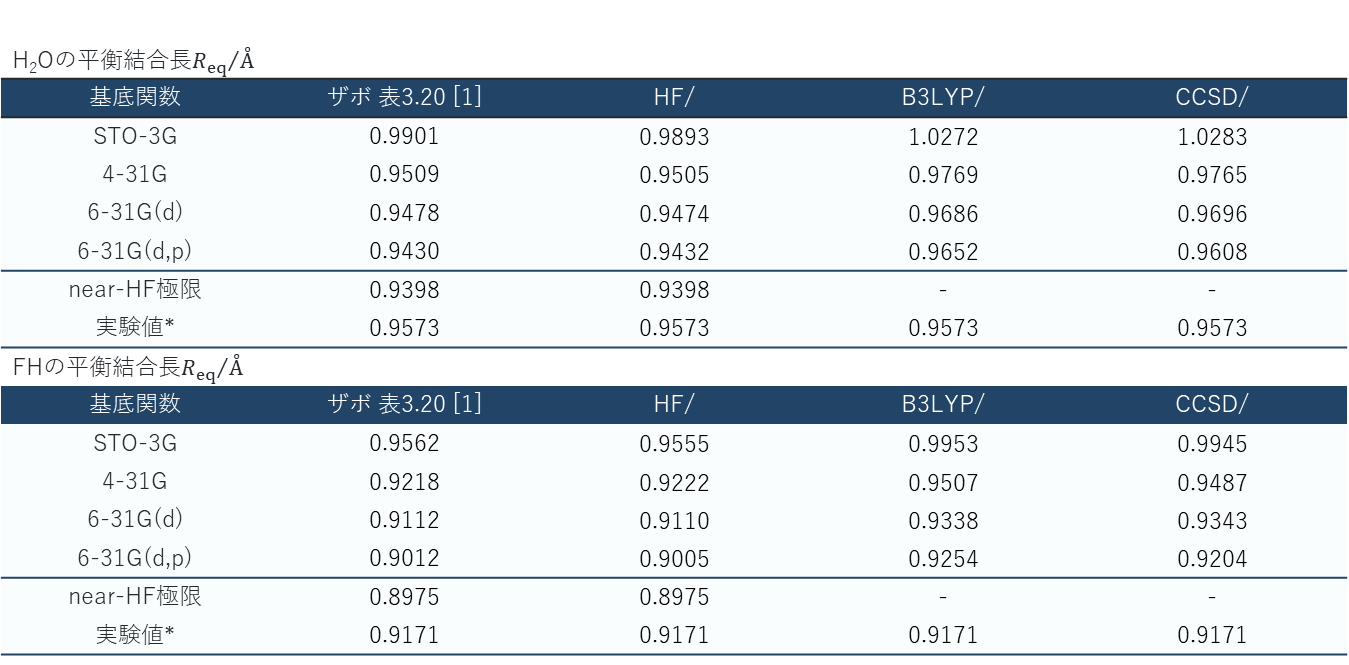 H₂Oの平衡結合長Req/Å
基底関数 ザボ 表3.20 [1] HF/ B3LYP/ CCSD/
STO-3G 0.9901 0.9893 1.0272 1.0283
4-31G 0.9509 0.9505 0.9769 0.9765
6-31G(d) 0.9478 0.9474 0.9686 0.9696
6-31G(d,p) 0.9430 0.9432 0.9652 0.9608
near-HF極限 0.9398 0.9398 - -
実験値* 0.9573 0.9573 0.9573 0.9573
FHの平衡結合長Req/Å
基底関数 ザボ 表3.20 [1] HF/ B3LYP/ CCSD/
STO-3G 0.9562 0.9555 0.9953 0.9945
4-31G 0.9218 0.9222 0.9507 0.9487
6-31G(d) 0.9112 0.9110 0.9338 0.9343
6-31G(d,p) 0.9012 0.9005 0.9254 0.9204
near-HF極限 0.8975 0.8975 - -
実験値* 0.9171 0.9171 0.9171 0.9171